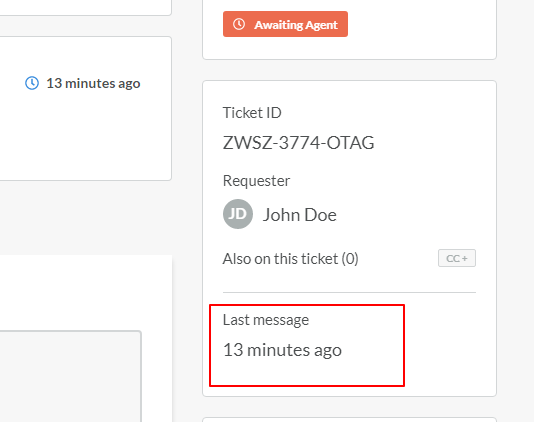 Awaiting Agent
13 minutes ago
Ticket ID
ZWSZ-3774-OTAG
Requester
JD John Doe
Also on this ticket (0) CC +
Last message
13 minutes ago